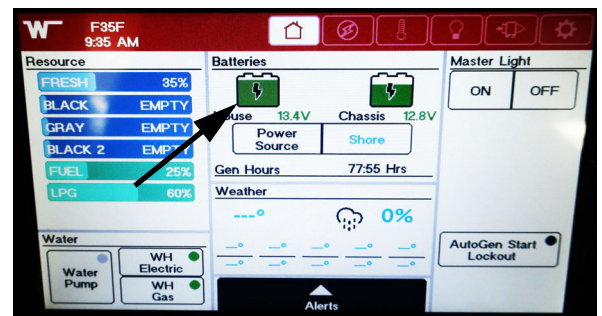 W F35F
9:35 AM
Resource
FRESH 35%
BLACK EMPTY
GRAY EMPTY
BLACK 2 EMPTY
FUEL 25%
LPG 60%
Water
Water
Pump
WH
Electric
WH
Gas
Batteries
House 13.4V Chassis 12.8V
Power
Source
Shore
Gen Hours 77:55 Hrs
Weather
---° 0%
--° --° --° --° --°
--° --° --° --° --°
Alerts
Master Light
ON OFF
AutoGen Start
Lockout